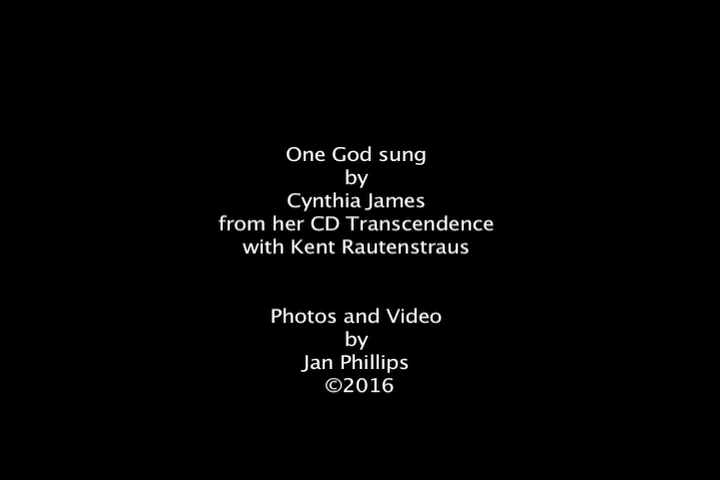 One God sung
by
Cynthia James
from her CD Transcendence
with Kent Rautenstraus
Photos and Video
by
Jan Phillips
©2016